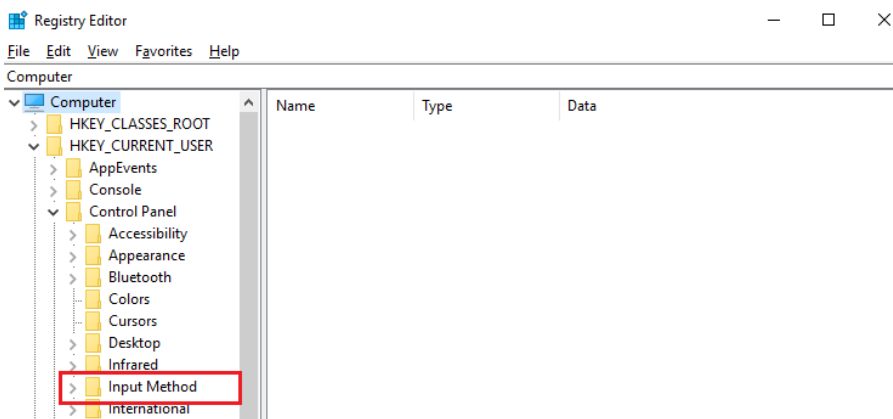 Registry Editor
File Edit View Favorites Help
Computer
Computer
Name Type Data
HKEY_CLASSES_ROOT
HKEY_CURRENT_USER
AppEvents
Console
Control Panel
Accessibility
Appearance
Bluetooth
Colors
Cursors
Desktop
Infrared
Input Method
International